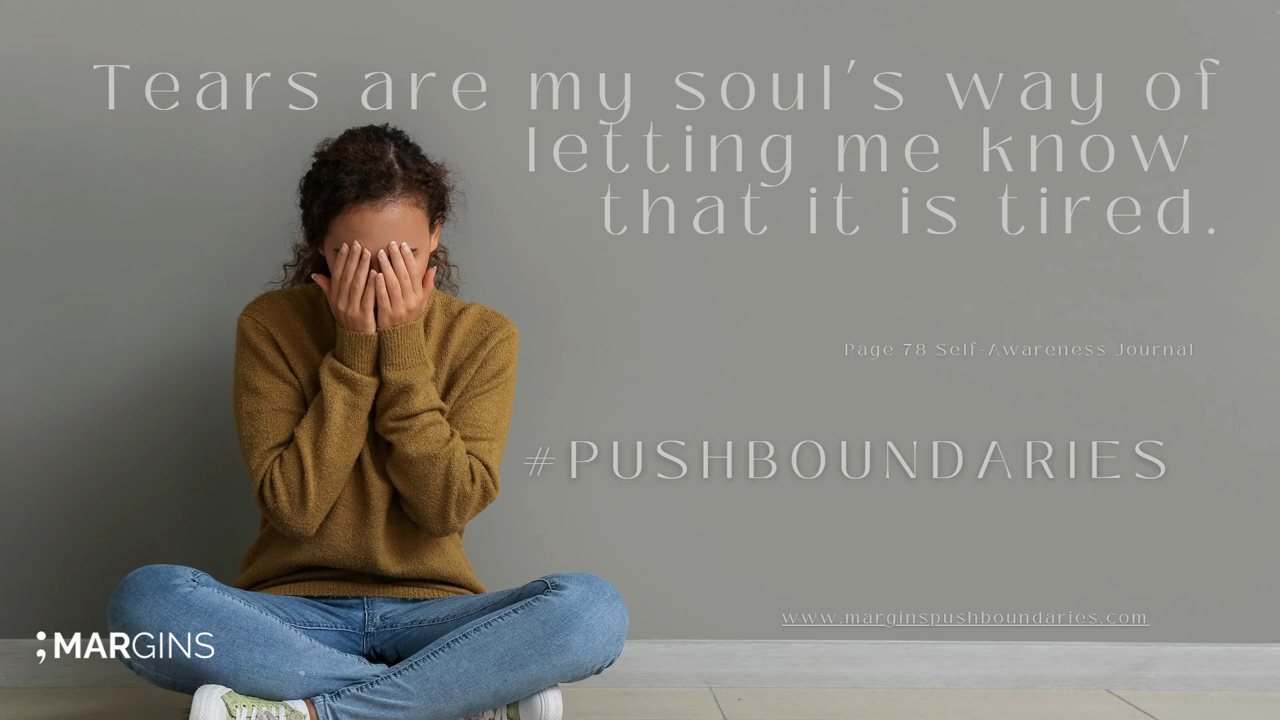 Tears are my soul's way of
letting me know
that it is tired.
Page 78 Self-Awareness Journal
#PUSHBOUNDARIES
www.marginspushboundaries.com
;MARGINS